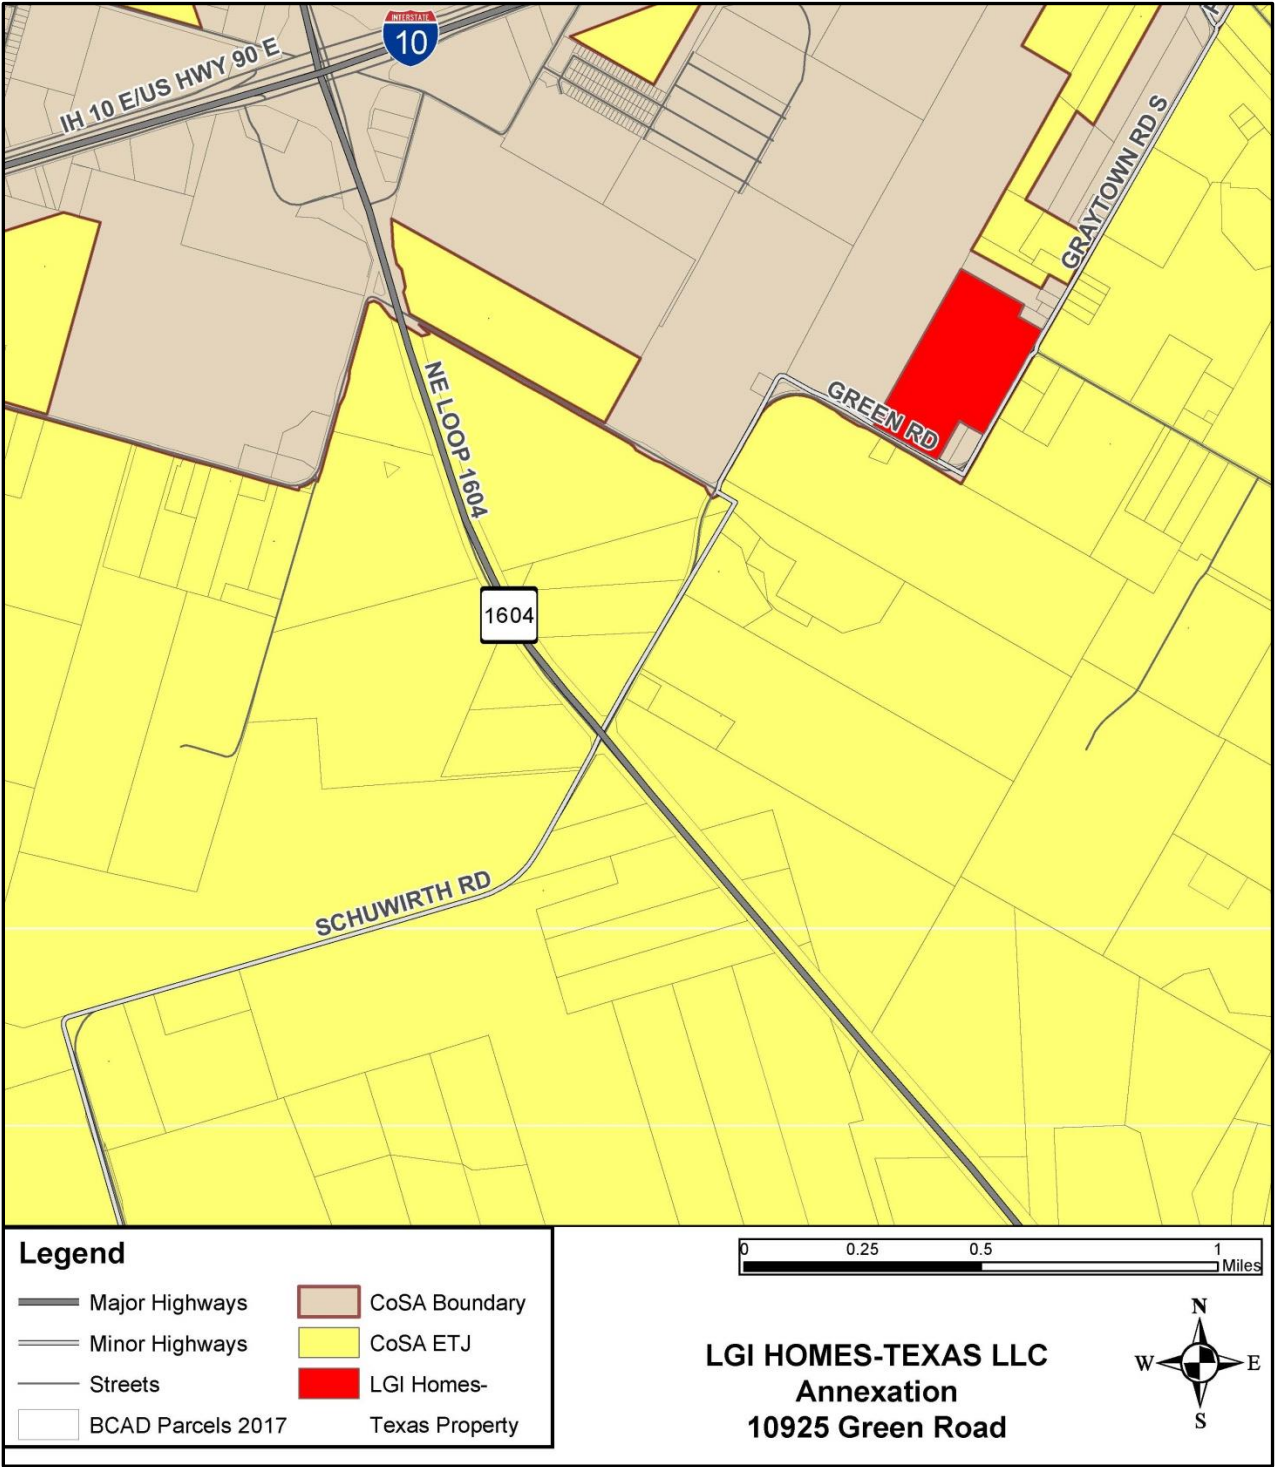 INTERSTATE
10
IH 10 E/US HWY 90 E
GRAYTOWN RD S
GREEN RD
NE LOOP 1604
1604
SCHUWIRTH RD
Legend
Major Highways
Minor Highways
Streets
BCAD Parcels 2017
CoSA Boundary
CoSA ETJ
LGI Homes-
Texas Property
0 0.25 0.5 1
Miles
LGI HOMES-TEXAS LLC
Annexation
10925 Green Road
N
W E
S